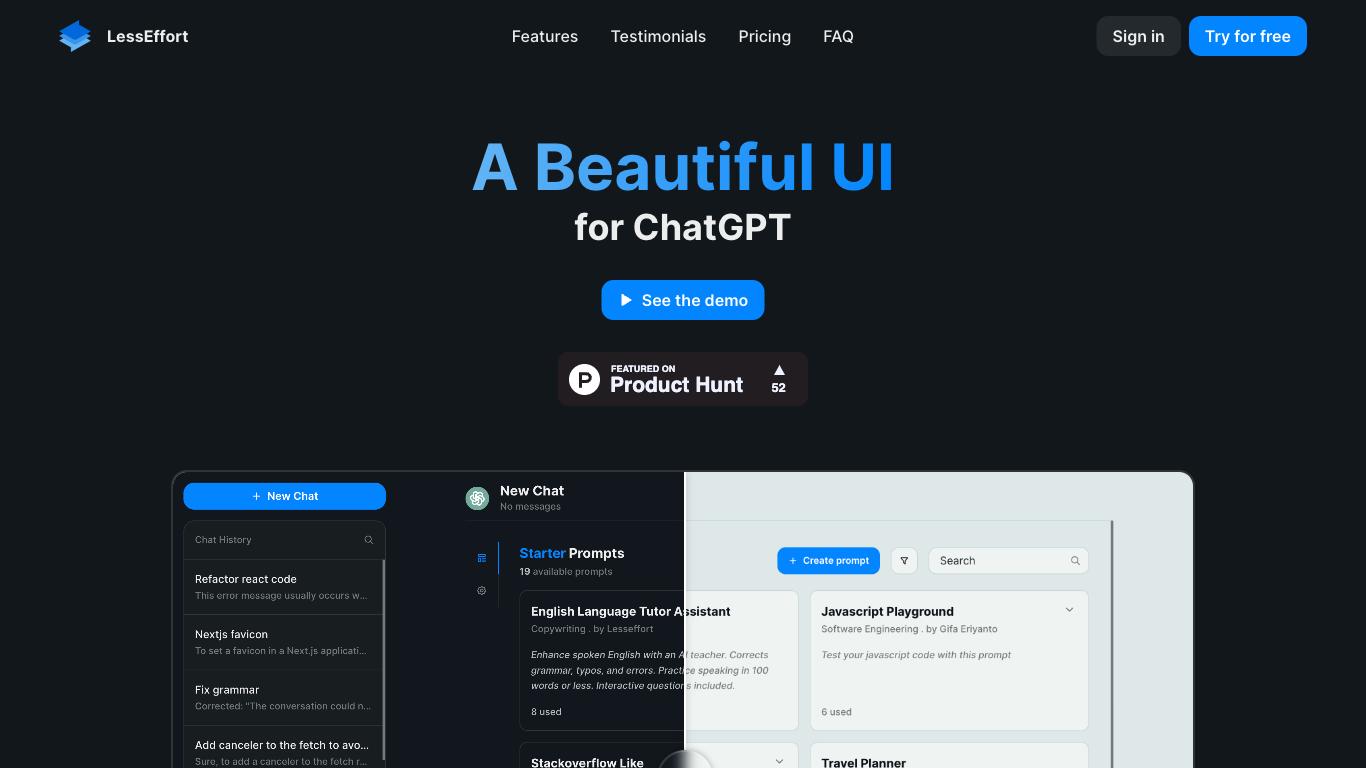 LessEffort
Features
Testimonials
Pricing
FAQ
Sign in
Try for free
A Beautiful UI
for ChatGPT
See the demo
P
FEATURED ON
Product Hunt
52
+ New Chat
Chat History
Refactor react code
This error message usually occurs w...
Nextjs favicon
To set a favicon in a Next.js applicati...
Fix grammar
Corrected: "The conversation could n...
Add canceler to the fetch to avo...
Sure, to add a canceler to the fetch r...
New Chat
No messages
Starter Prompts
19 available prompts
+ Create prompt
Search
English Language Tutor Assistant
Copywriting . by Lesseffort
Enhance spoken English with an AI teacher. Corrects
grammar, typos, and errors. Practice speaking in 100
words or less. Interactive questions included.
8 used
Javascript Playground
Software Engineering . by Gifa Eriyanto
Test your javascript code with this prompt
6 used
Stackoverflow Like
Travel Planner